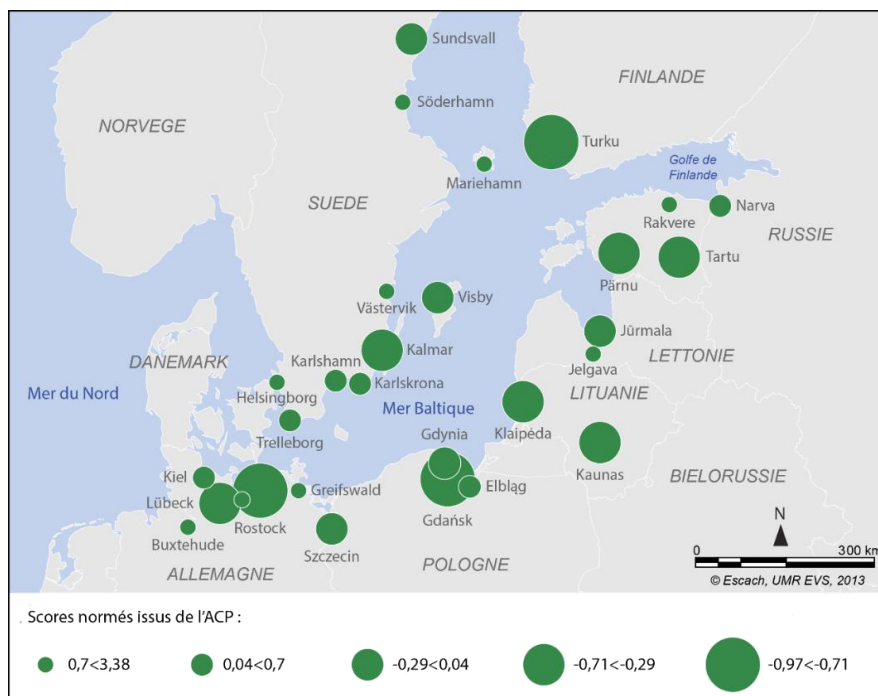 Sundsvall
FINLANDE
Söderhamn
NORVEGE
Turku
Golfe de
Finlande
Mariehamn
SUEDE
Rakvere
Narva
RUSSIE
Tartu
Pärnu
Västervik
Visby
Jūrmala
DANEMARK
Karlshamn
Kalmar
Jelgava
LETTONIE
Mer du Nord
Helsingborg
Karlskrona
LITUANIE
Mer Baltique
Klaipėda
Trelleborg
Gdynia
Kaunas
BIELORUSSIE
Kiel
Greifswald
Elbląg
Lübeck
Rostock
Gdańsk
N
Buxtehude
Szczecin
0 300 km
ALLEMAGNE
POLOGNE
© Escach, UMR EVS, 2013
. Scores normés issus de l'ACP :
0,7<3,38 0,04<0,7 -0,29<0,04 -0,71<-0,29 -0,97<-0,71